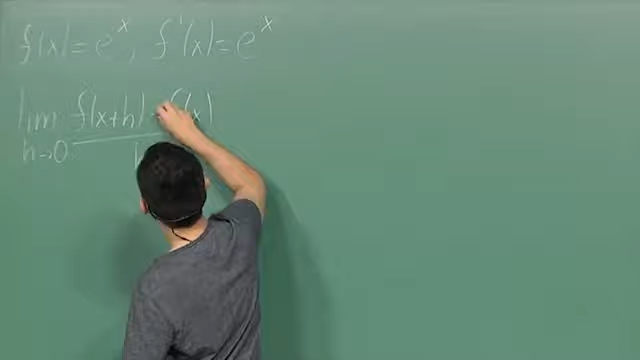 f(x) = e^x, f'(x) = e^x
lim f(x+h) - f(x)
h→0 h